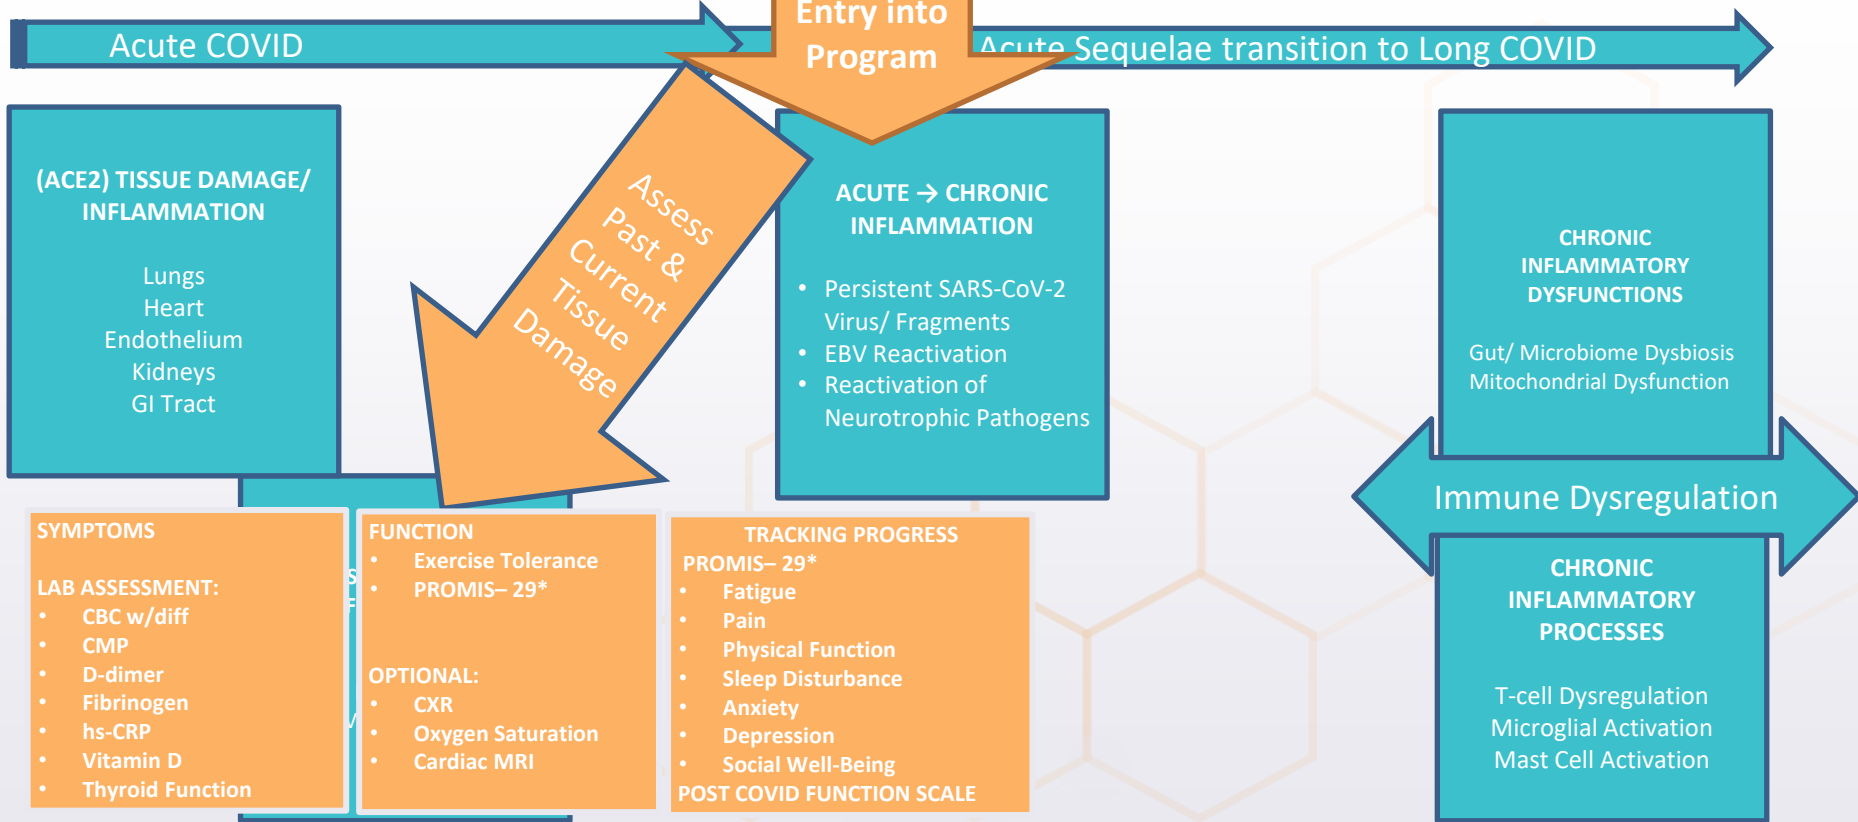 Entry into
Program
Acute COVID
Acute Sequelae transition to Long COVID
(ACE2) TISSUE DAMAGE/
INFLAMMATION
Lungs
Heart
Endothelium
Kidneys
GI Tract
Assess
Past &
Current
Tissue
Damage
ACUTE → CHRONIC
INFLAMMATION
• Persistent SARS-CoV-2
Virus/ Fragments
• EBV Reactivation
• Reactivation of
Neurotrophic Pathogens
CHRONIC
INFLAMMATORY
DYSFUNCTIONS
Gut/ Microbiome Dysbiosis
Mitochondrial Dysfunction
Immune Dysregulation
CHRONIC
INFLAMMATORY
PROCESSES
T-cell Dysregulation
Microglial Activation
Mast Cell Activation
SYMPTOMS
LAB ASSESSMENT:
• CBC w/diff
• CMP
• D-dimer
• Fibrinogen
• hs-CRP
• Vitamin D
• Thyroid Function
FUNCTION
• Exercise Tolerance
• PROMIS– 29*
OPTIONAL:
• CXR
• Oxygen Saturation
• Cardiac MRI
TRACKING PROGRESS
PROMIS– 29*
• Fatigue
• Pain
• Physical Function
• Sleep Disturbance
• Anxiety
• Depression
• Social Well-Being
POST COVID FUNCTION SCALE